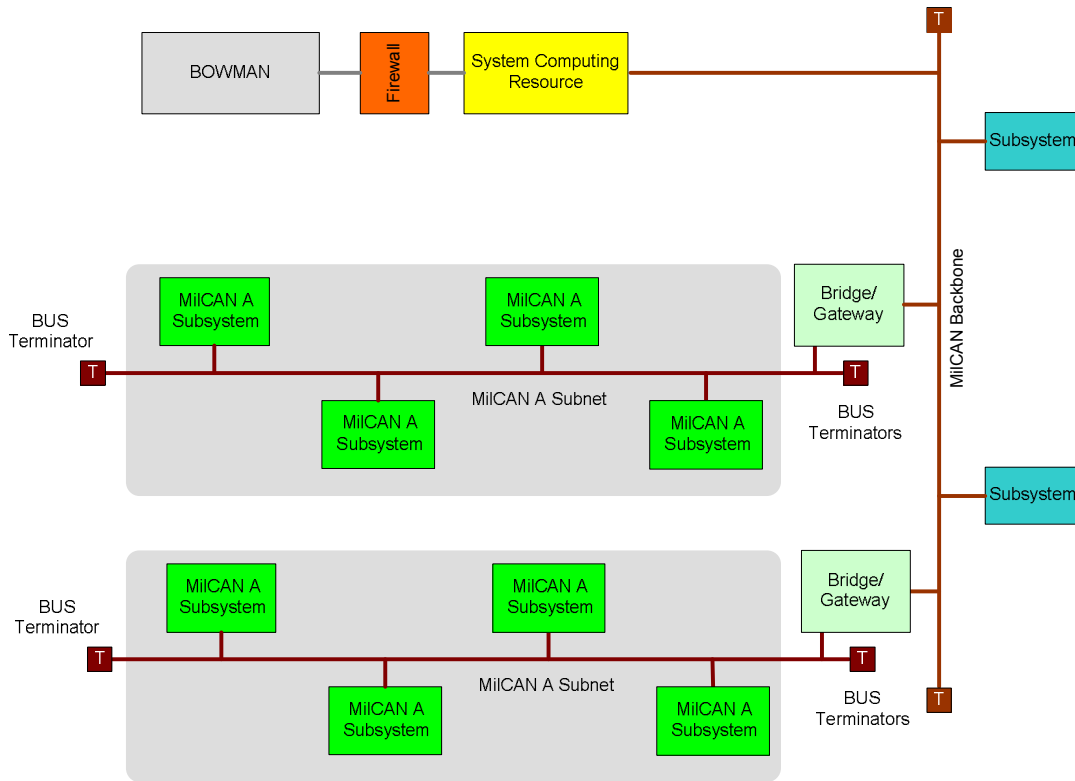 T
BOWMAN
Firewall
System Computing
Resource
Subsystem
MilCAN Backbone
MilCAN A
Subsystem
MilCAN A
Subsystem
Bridge/
Gateway
BUS
Terminator
T
T
MilCAN A
Subsystem
MilCAN A Subnet
MilCAN A
Subsystem
BUS
Terminators
Subsystem
MilCAN A
Subsystem
MilCAN A
Subsystem
Bridge/
Gateway
BUS
Terminator
T
T
MilCAN A
Subsystem
MilCAN A Subnet
MilCAN A
Subsystem
BUS
Terminators
T